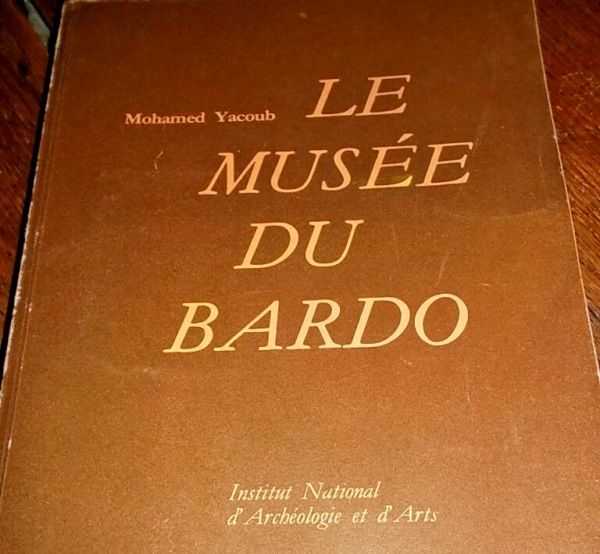 Mohamed Yacoub LE
MUSÉE
DU
BARDO
Institut National
d'Archéologie et d'Arts